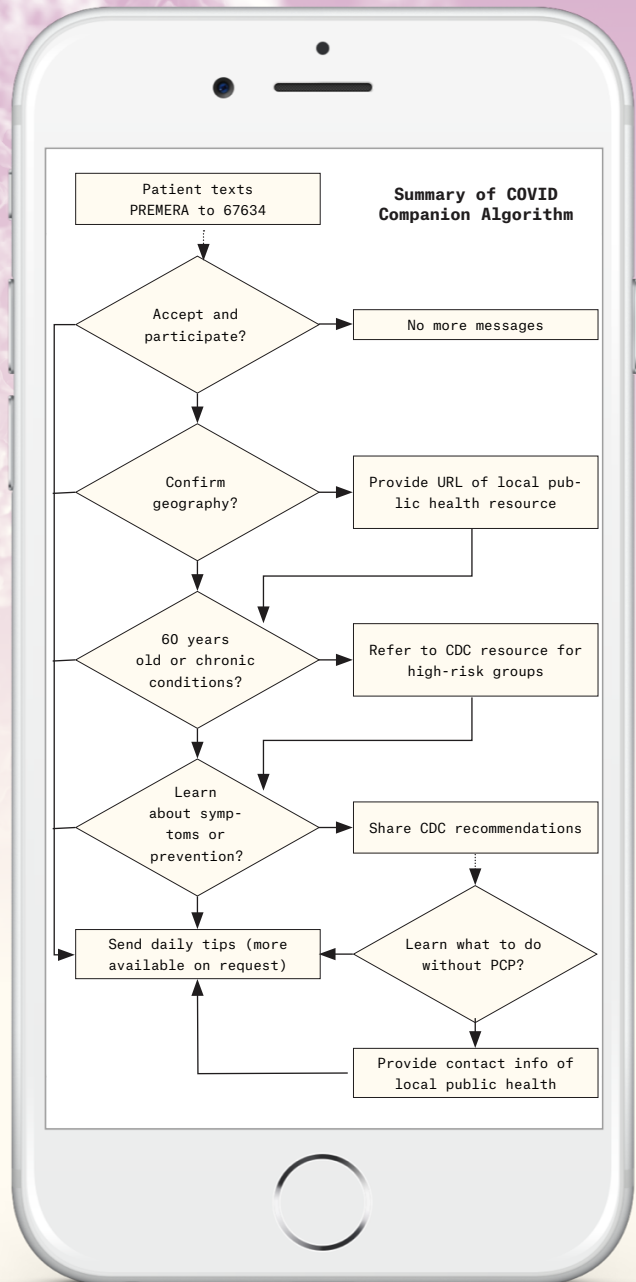 Patient texts
PREMERA to 67634
Summary of COVID
Companion Algorithm
Accept and
participate?
No more messages
Confirm
geography?
Provide URL of local pub-
lic health resource
60 years
old or chronic
conditions?
Refer to CDC resource for
high-risk groups
Learn
about symp-
toms or
prevention?
Share CDC recommendations
Send daily tips (more
available on request)
Learn what to do
without PCP?
Provide contact info of
local public health